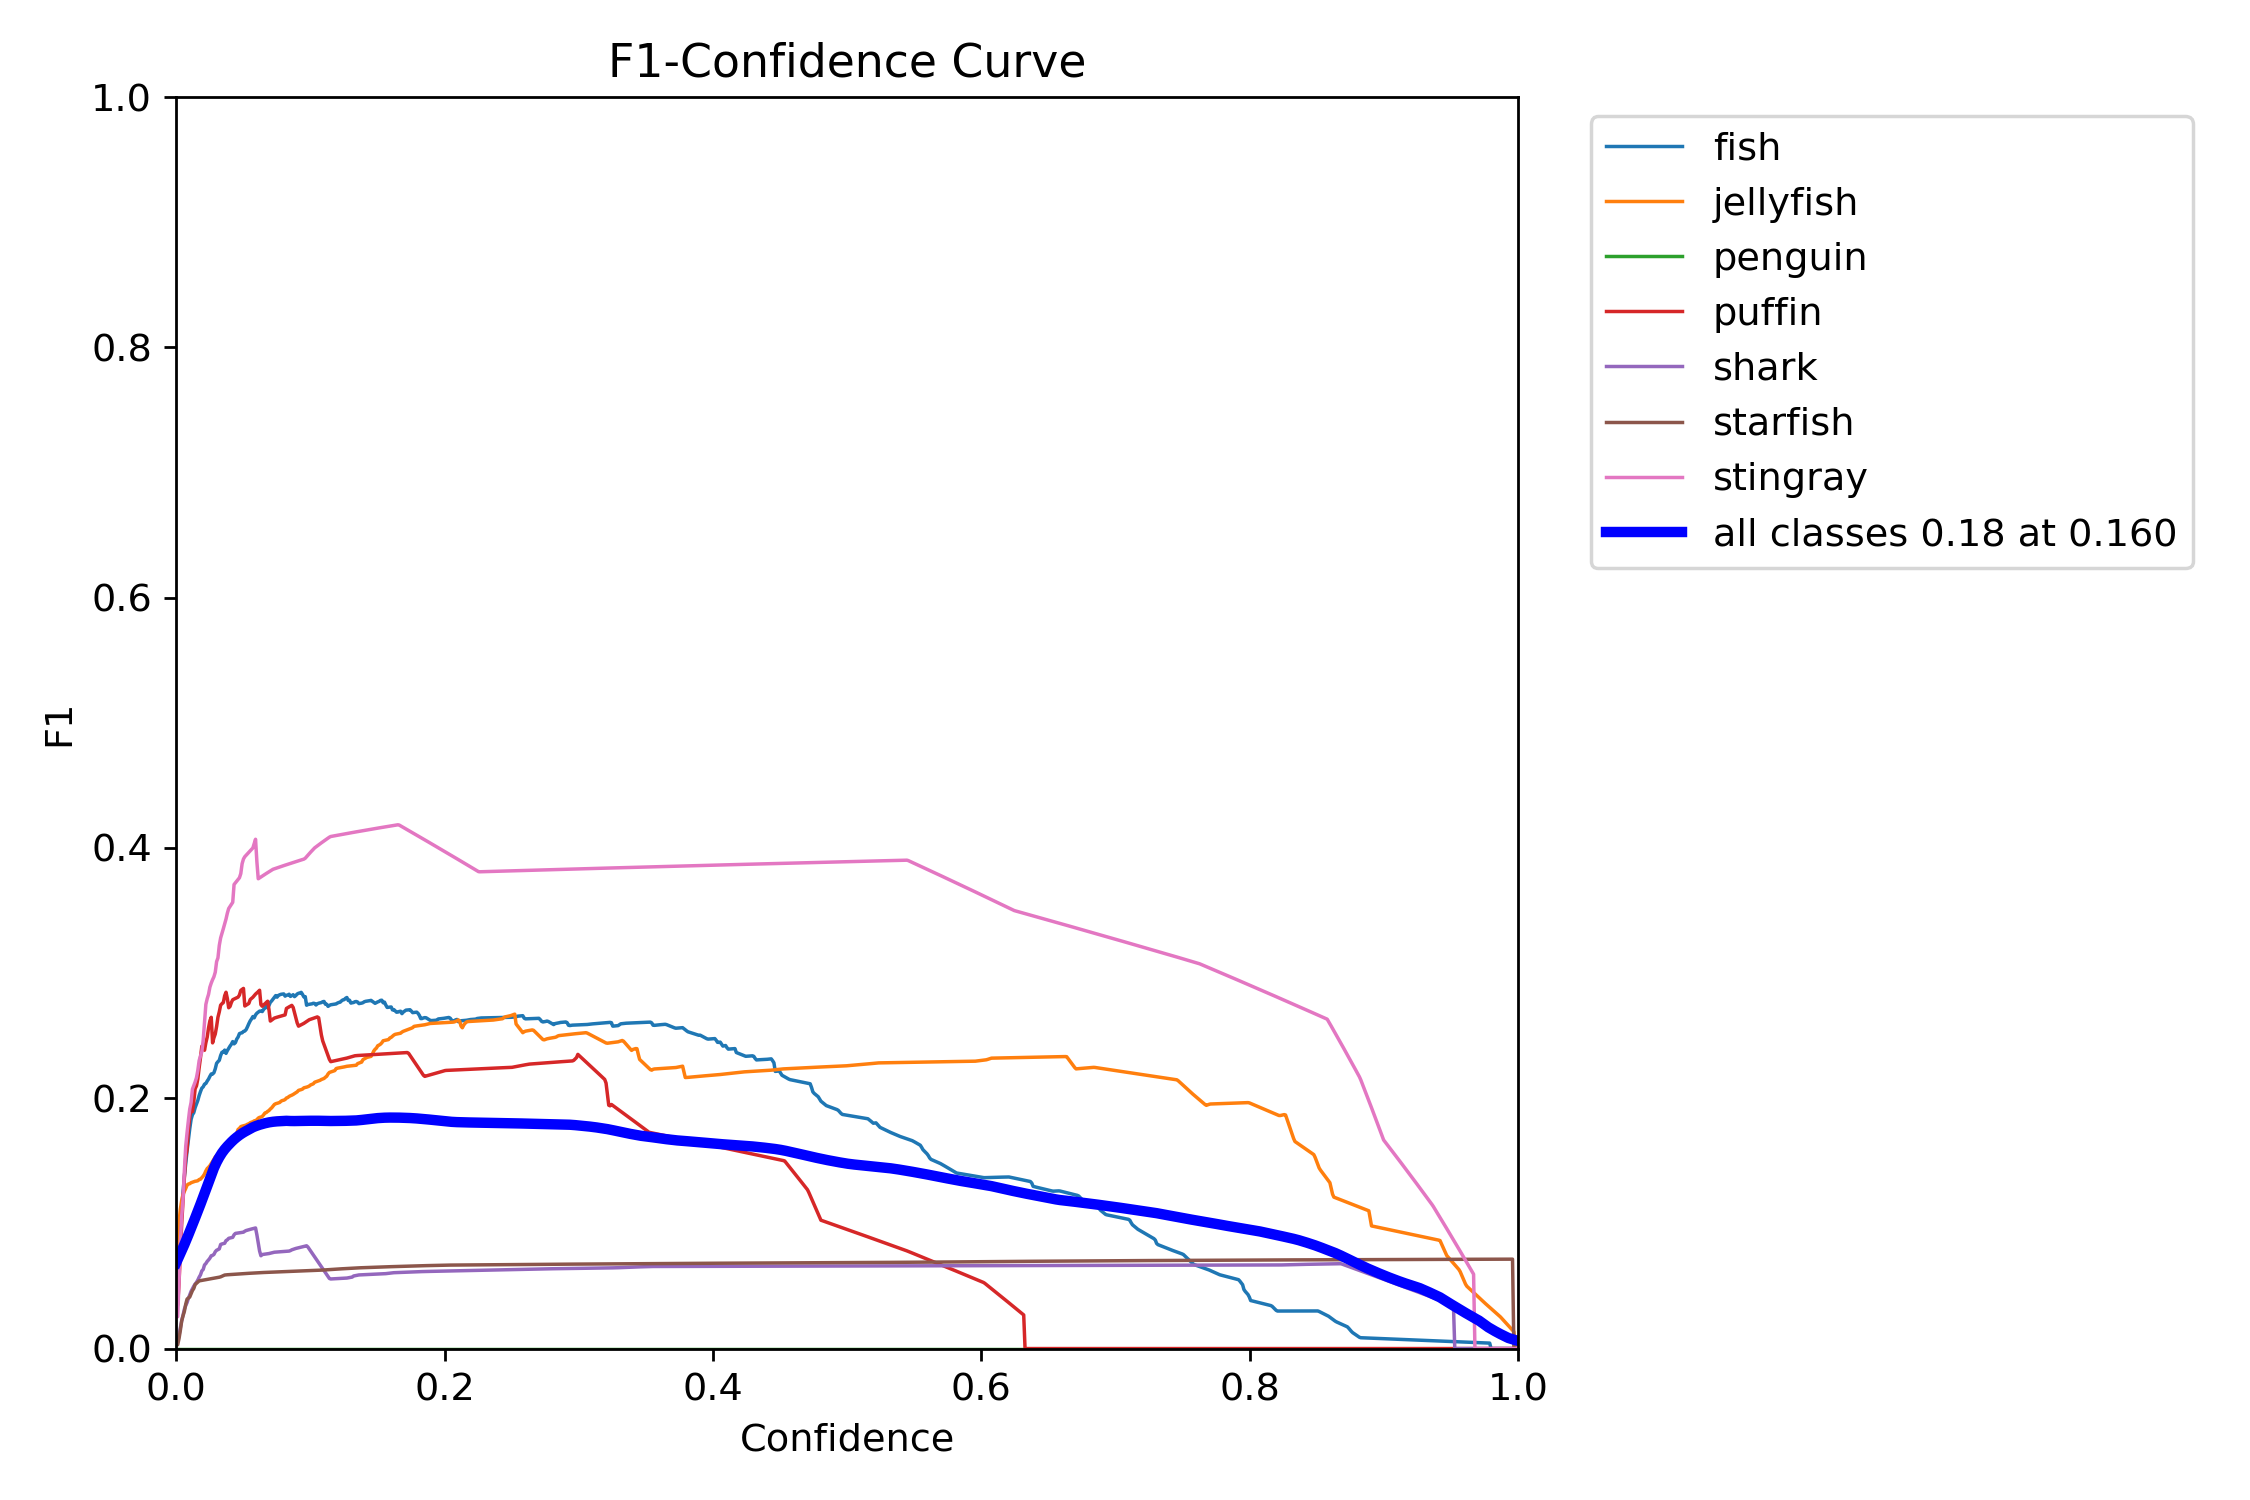 F1-Confidence Curve
1.0
0.8
0.6
0.4
0.2
0.0
F1
0.0 0.2 0.4 0.6 0.8 1.0
Confidence
fish
jellyfish
penguin
puffin
shark
starfish
stingray
all classes 0.18 at 0.160